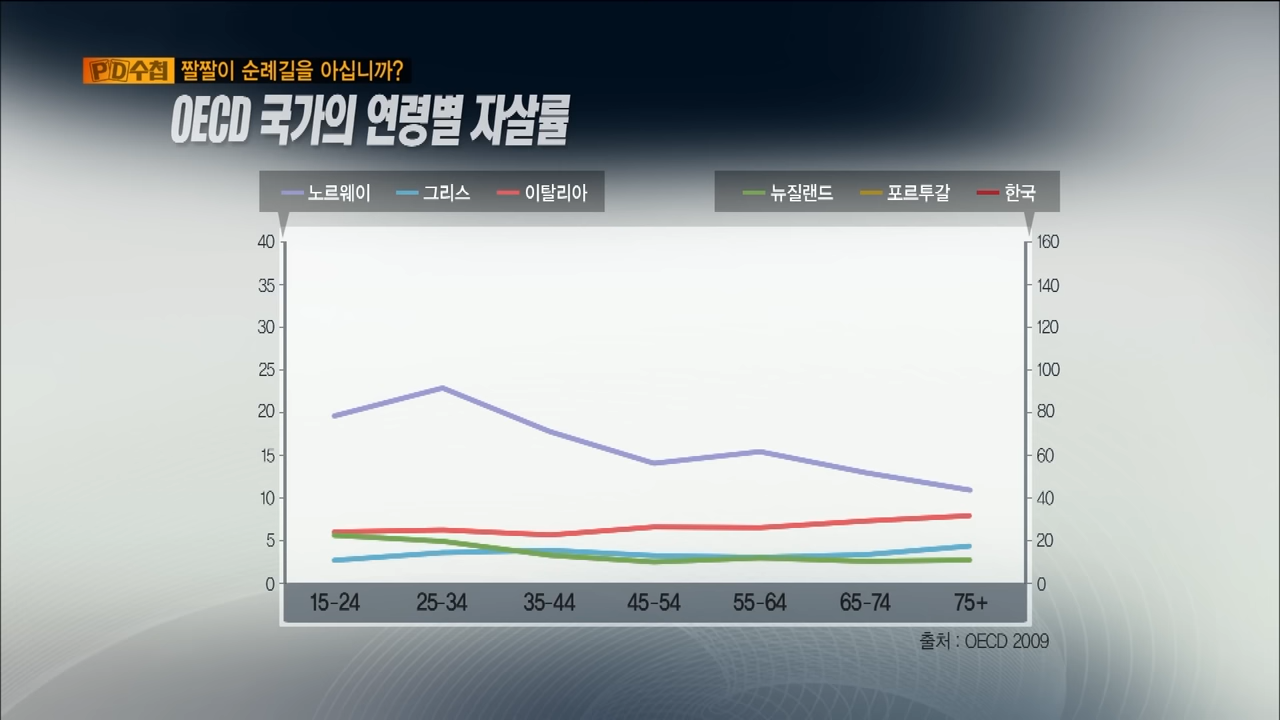 PD수첩 짤짤이 순례길을 아십니까?
OECD 국가의 연령별 자살률
노르웨이 그리스 이탈리아 뉴질랜드 포르투갈 한국
40 160
35 140
30 120
25 100
20 80
15 60
10 40
5 20
0 0
15-24 25-34 35-44 45-54 55-64 65-74 75+
출처 : OECD 2009